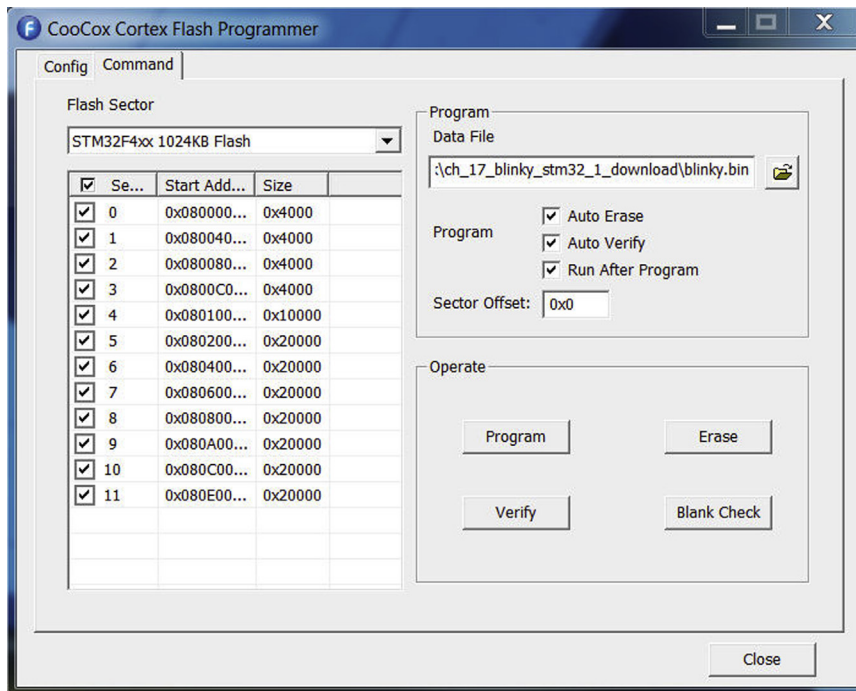 CooCox Cortex Flash Programmer
Config Command
Flash Sector
STM32F4xx 1024KB Flash
Se... Start Add... Size
0 0x080000... 0x4000
1 0x080040... 0x4000
2 0x080080... 0x4000
3 0x0800C0... 0x4000
4 0x080100... 0x10000
5 0x080200... 0x20000
6 0x080400... 0x20000
7 0x080600... 0x20000
8 0x080800... 0x20000
9 0x080A00... 0x20000
10 0x080C00... 0x20000
11 0x080E00... 0x20000
Program
Data File
:\ch_17_blinky_stm32_1_download\blinky.bin
Program
Auto Erase
Auto Verify
Run After Program
Sector Offset: 0x0
Operate
Program Erase
Verify Blank Check
Close